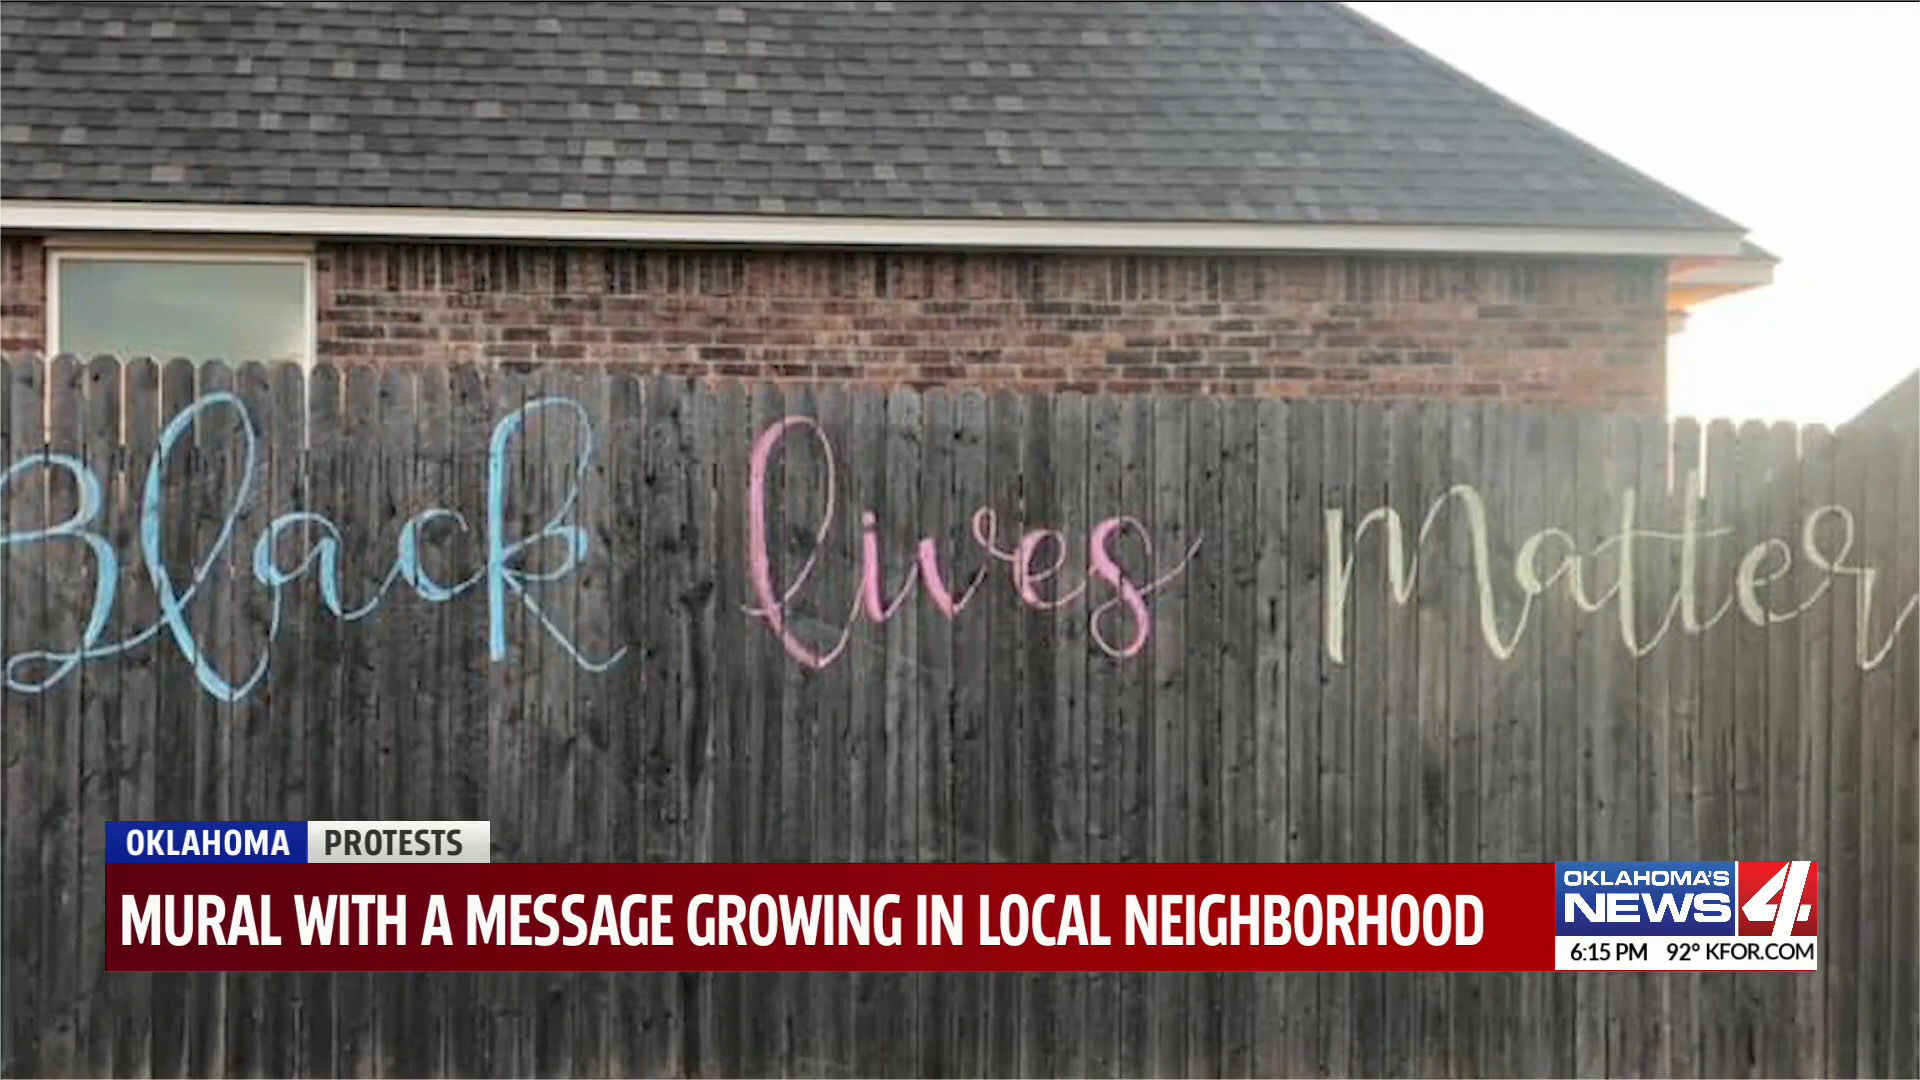 Black lives Matter
OKLAHOMA PROTESTS
MURAL WITH A MESSAGE GROWING IN LOCAL NEIGHBORHOOD
OKLAHOMA'S
NEWS 4
6:15 PM 92° KFOR.COM